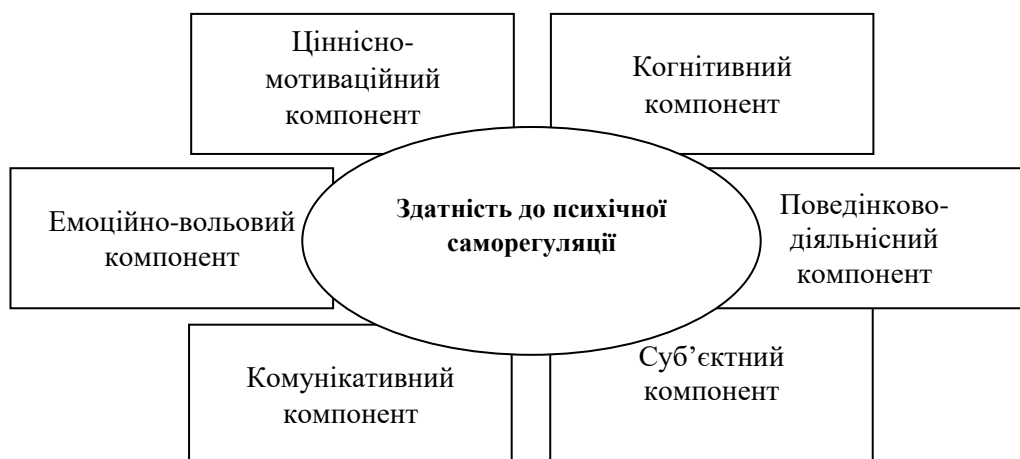 Ціннісно-
мотиваційний
компонент
Когнітивний
компонент
Емоційно-вольовий
компонент
Здатність до психічної
саморегуляції
Поведінково-
діяльнісний
компонент
Комунікативний
компонент
Суб’єктний
компонент